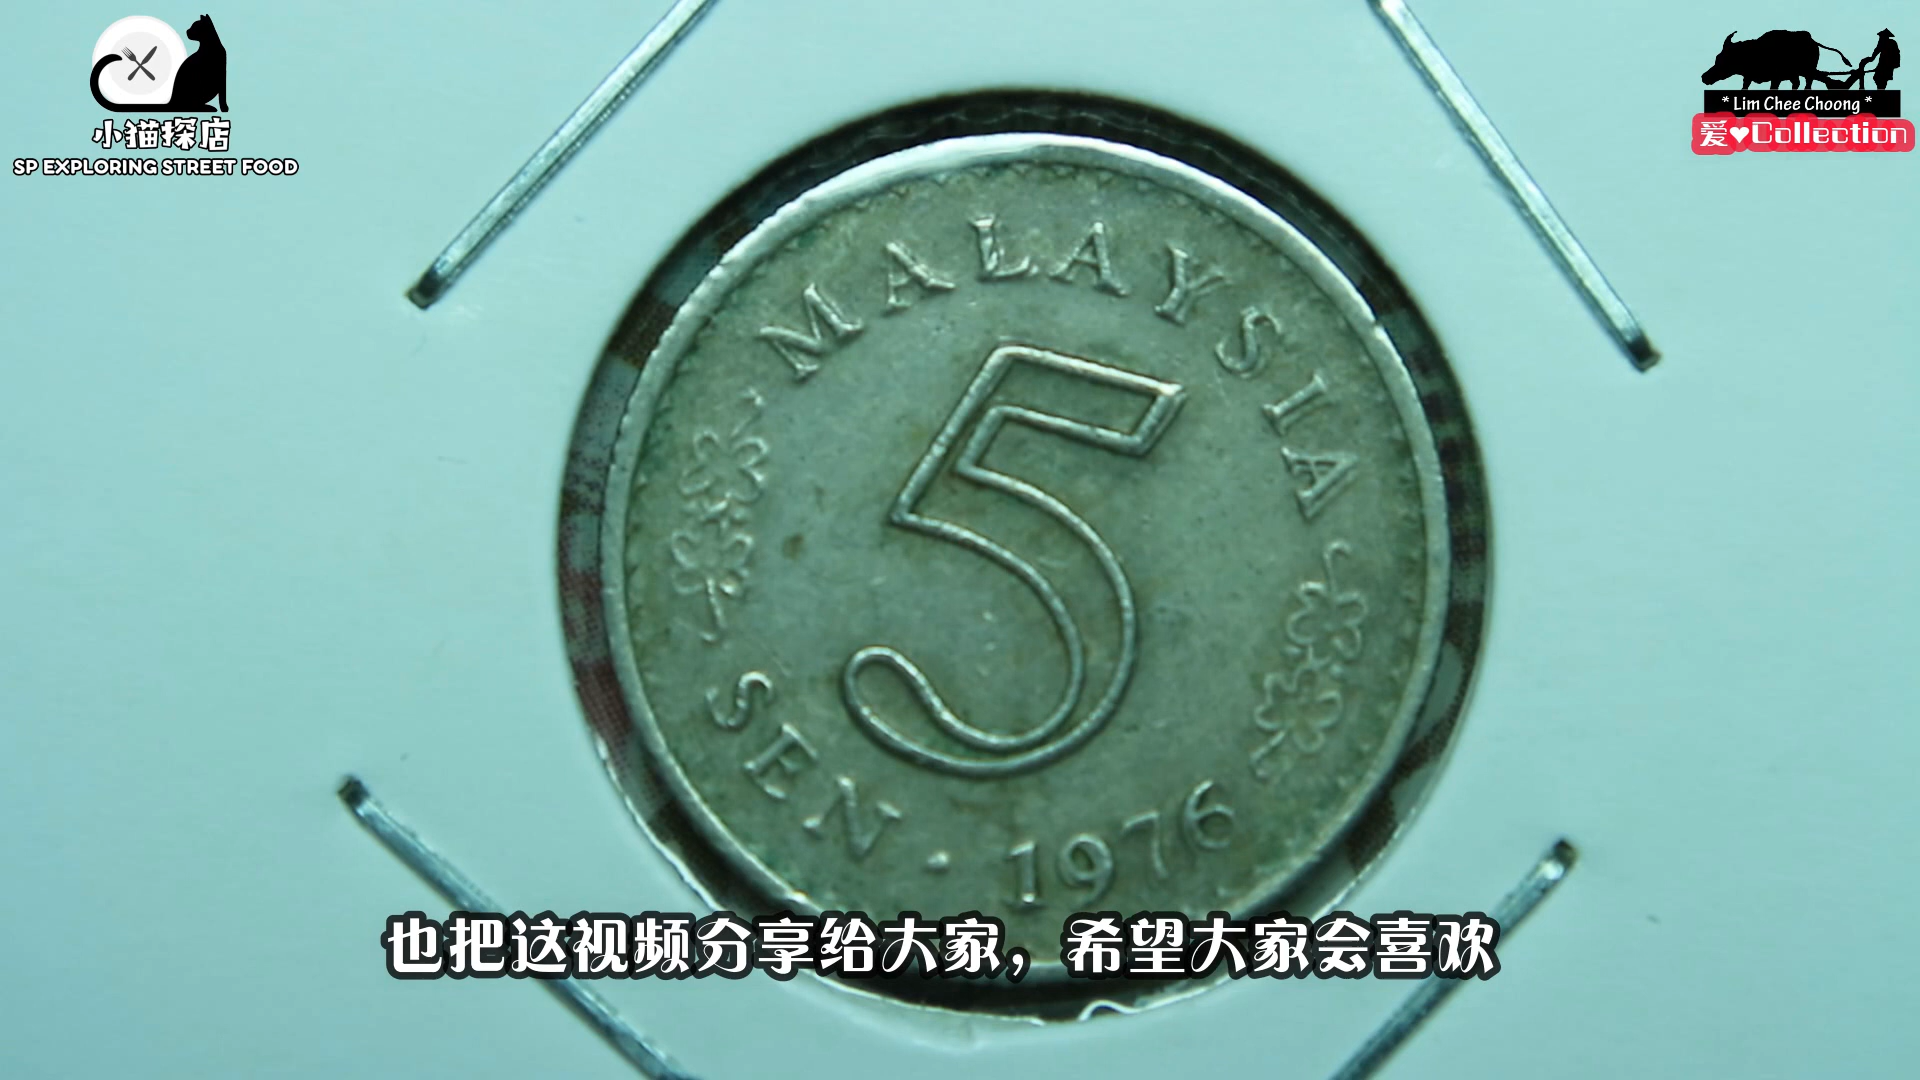 小猫探店
SP EXPLORING STREET FOOD
* Lim Chee Choong *
爱♥Collection
MALAYSIA
5
SEN · 1976
也把这视频分享给大家，希望大家会喜欢